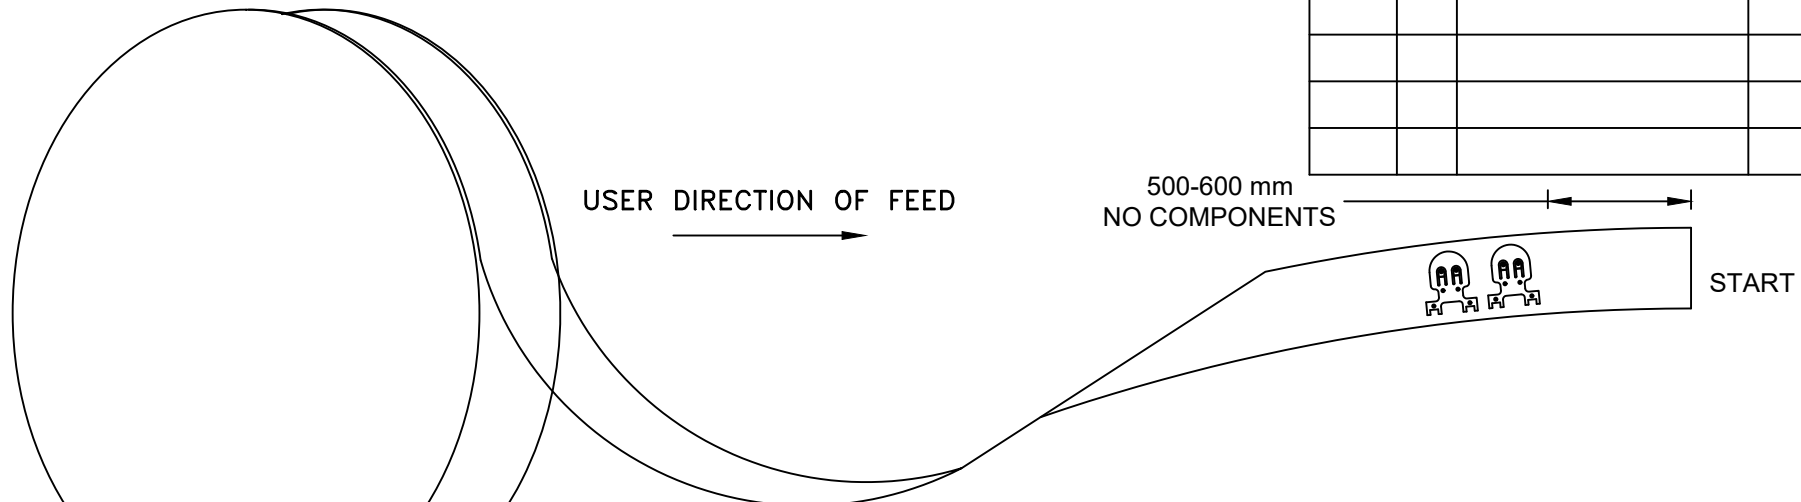 USER DIRECTION OF FEED
500-600 mm
NO COMPONENTS
START